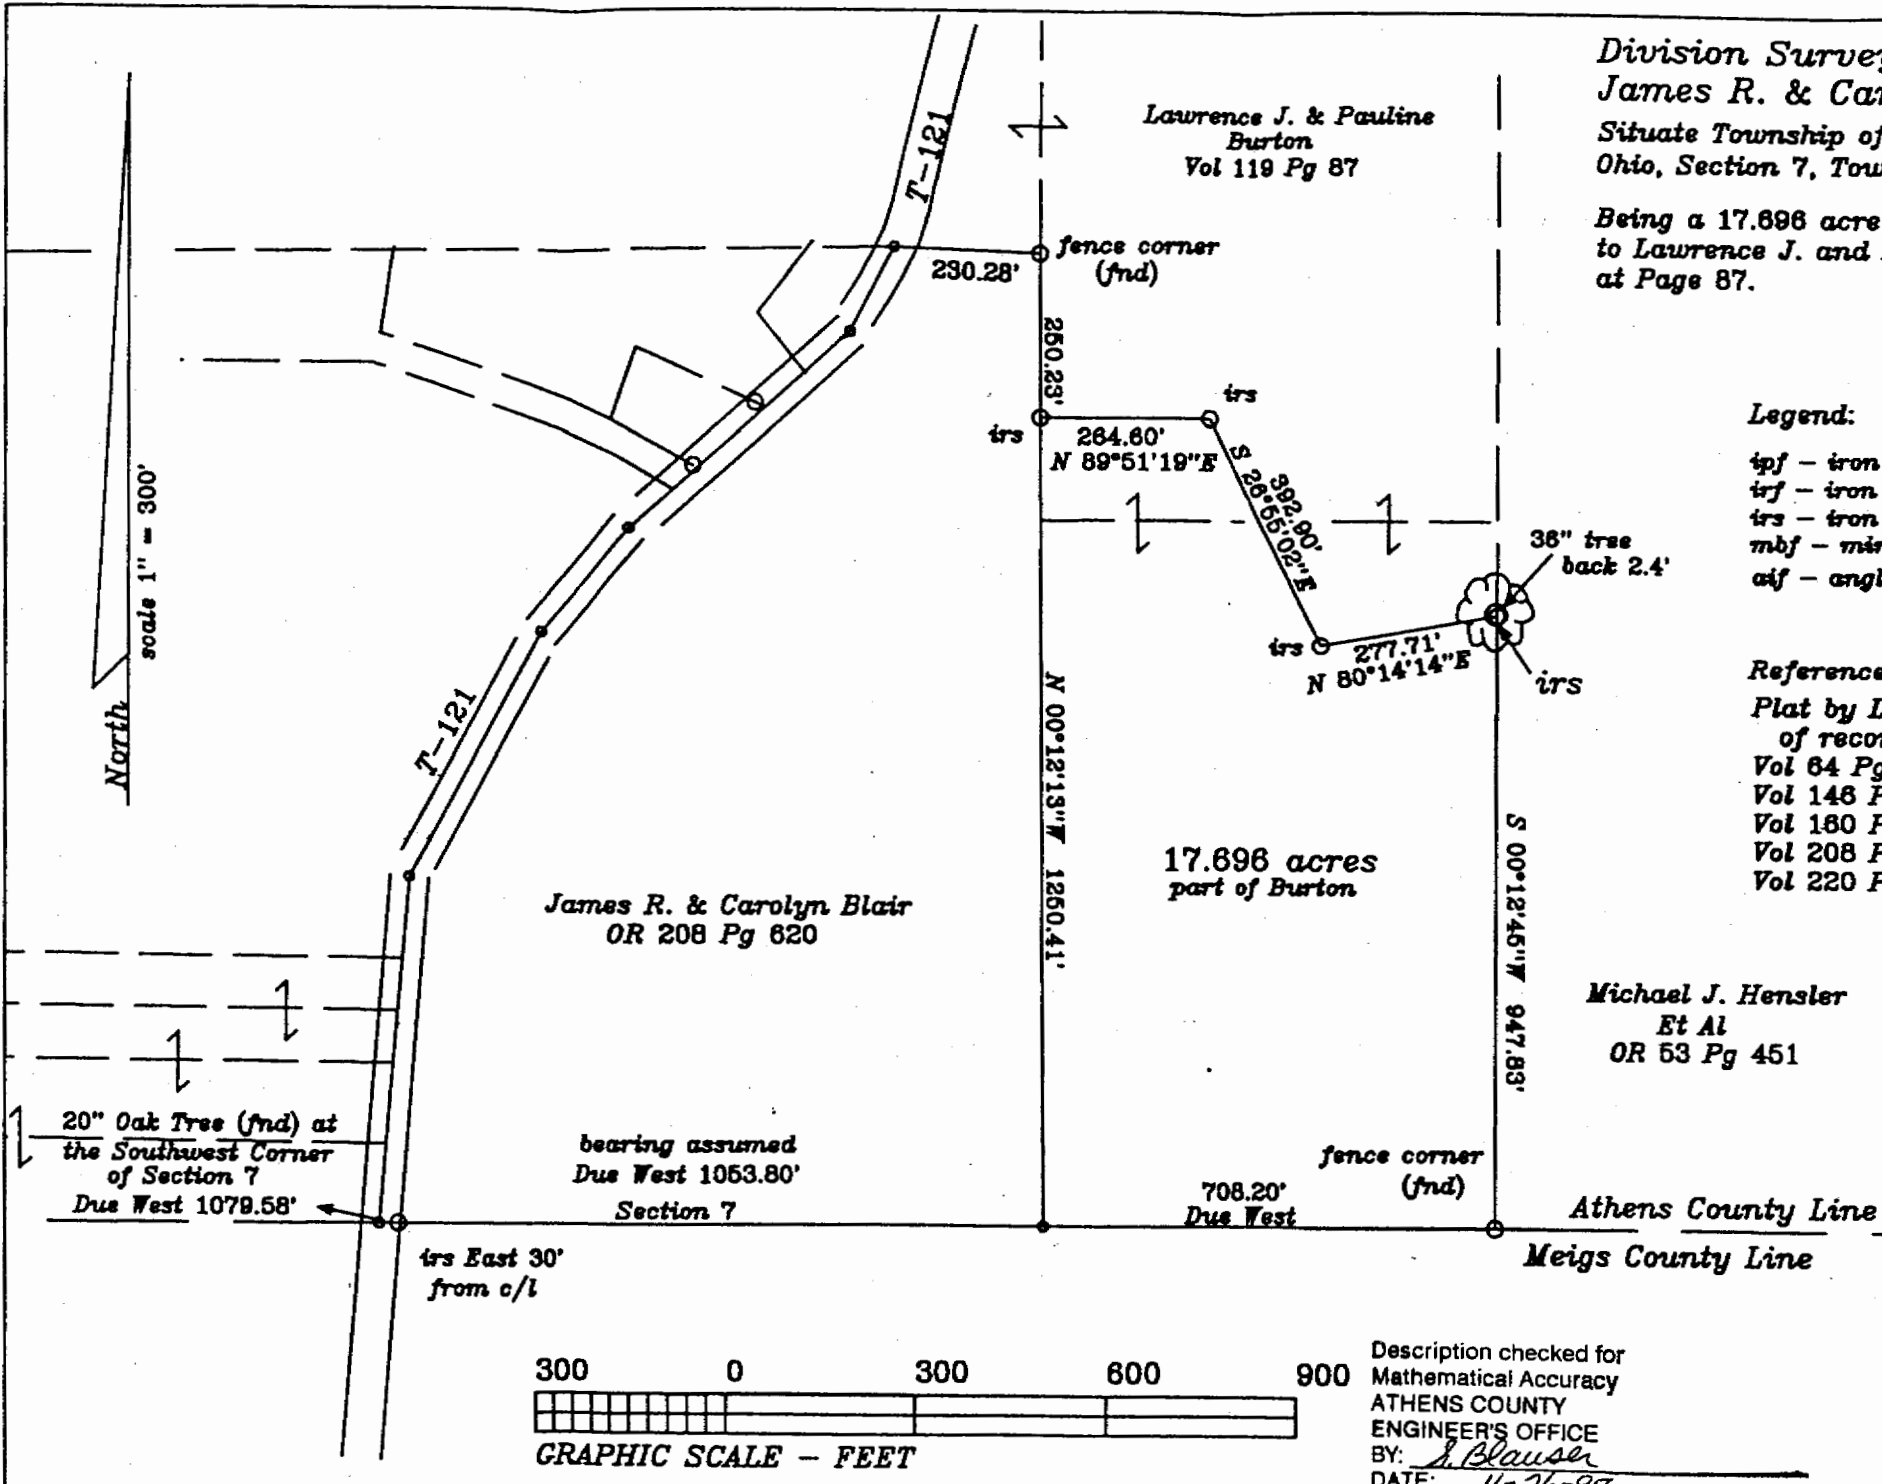 Division Survey
James R. & Car
Situate Township of
Ohio, Section 7, Tow
Being a 17.696 acre
to Lawrence J. and
at Page 87.
Lawrence J. & Pauline
Burton
Vol 119 Pg 87
T-121
fence corner
(fnd)
230.28'
250.23'
irs
irs
264.60'
N 89°51'19"E
392.90'
S 26°55'02"E
36" tree
back 2.4'
irs
277.71'
N 80°14'14"E
irs
Legend:
ipf - iron
irf - iron
irs - iron
mbf - min
aif - angl
Reference
Plat by L
of recor
Vol 64 Pg
Vol 146 P
Vol 160 P
Vol 208 P
Vol 220 P
scale 1" = 300'
North
T-121
N 00°12'13"W 1250.41'
17.696 acres
part of Burton
S 00°12'45"W 947.83'
James R. & Carolyn Blair
OR 208 Pg 620
Michael J. Hensler
Et Al
OR 53 Pg 451
20" Oak Tree (fnd) at
the Southwest Corner
of Section 7
Due West 1079.58'
bearing assumed
Due West 1053.80'
Section 7
fence corner
(fnd)
708.20'
Due West
Athens County Line
Meigs County Line
irs East 30'
from c/l
300 0 300 600 900
GRAPHIC SCALE - FEET
Description checked for
Mathematical Accuracy
ATHENS COUNTY
ENGINEER'S OFFICE
BY: S. Blauser
DATE: